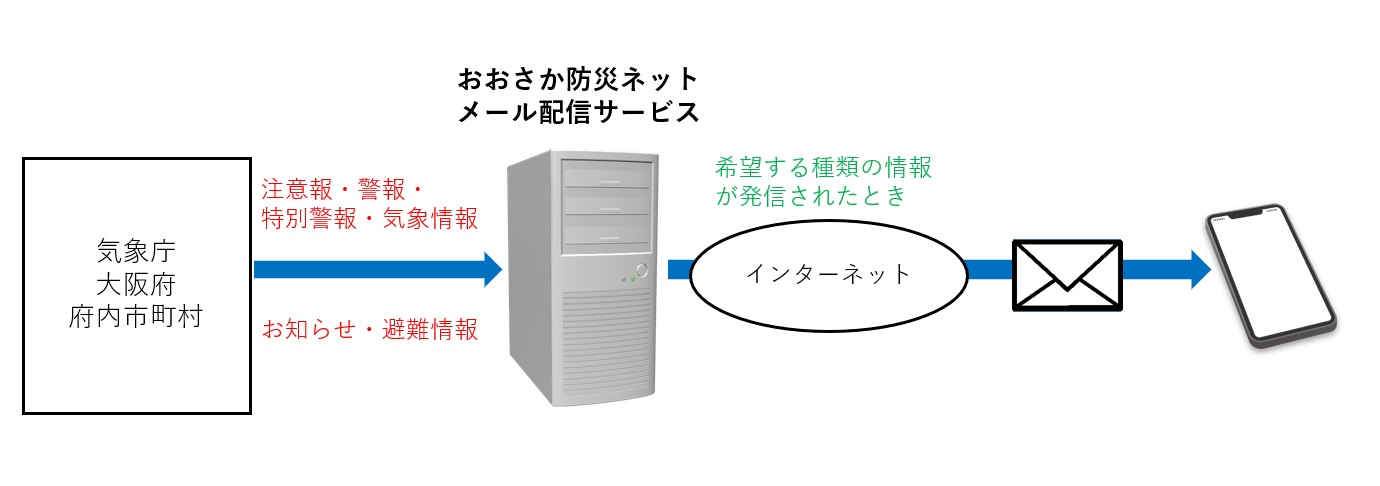 おおさか防災ネット
メール配信サービス
気象庁
大阪府
府内市町村
注意報・警報・
特別警報・気象情報
お知らせ・避難情報
希望する種類の情報
が発信されたとき
インターネット